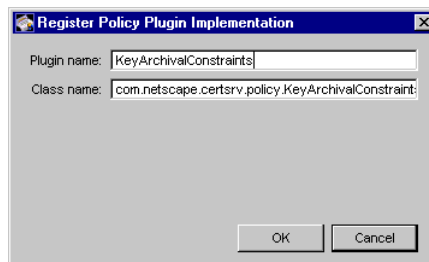 Register Policy Plugin Implementation
Plugin name: KeyArchivalConstraints
Class name: com.netscape.certsrv.policy.KeyArchivalConstraint
OK Cancel